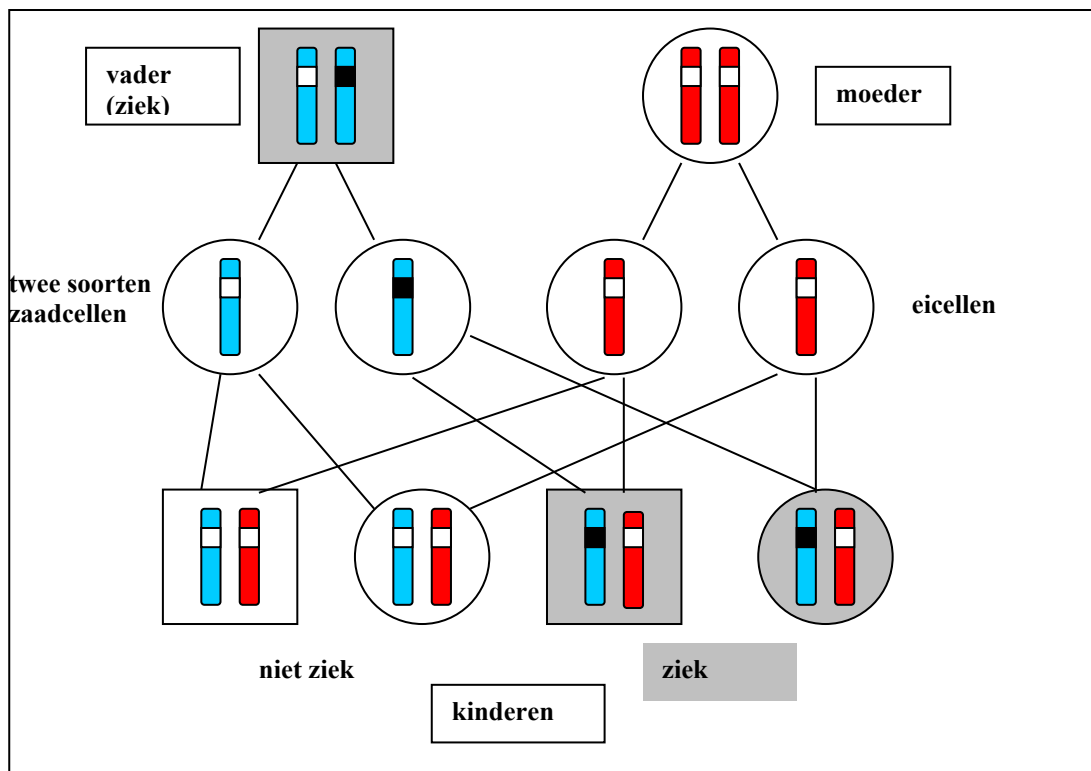 vader
(ziek)
moeder
twee soorten
zaadcellen
eicellen
niet ziek
ziek
kinderen